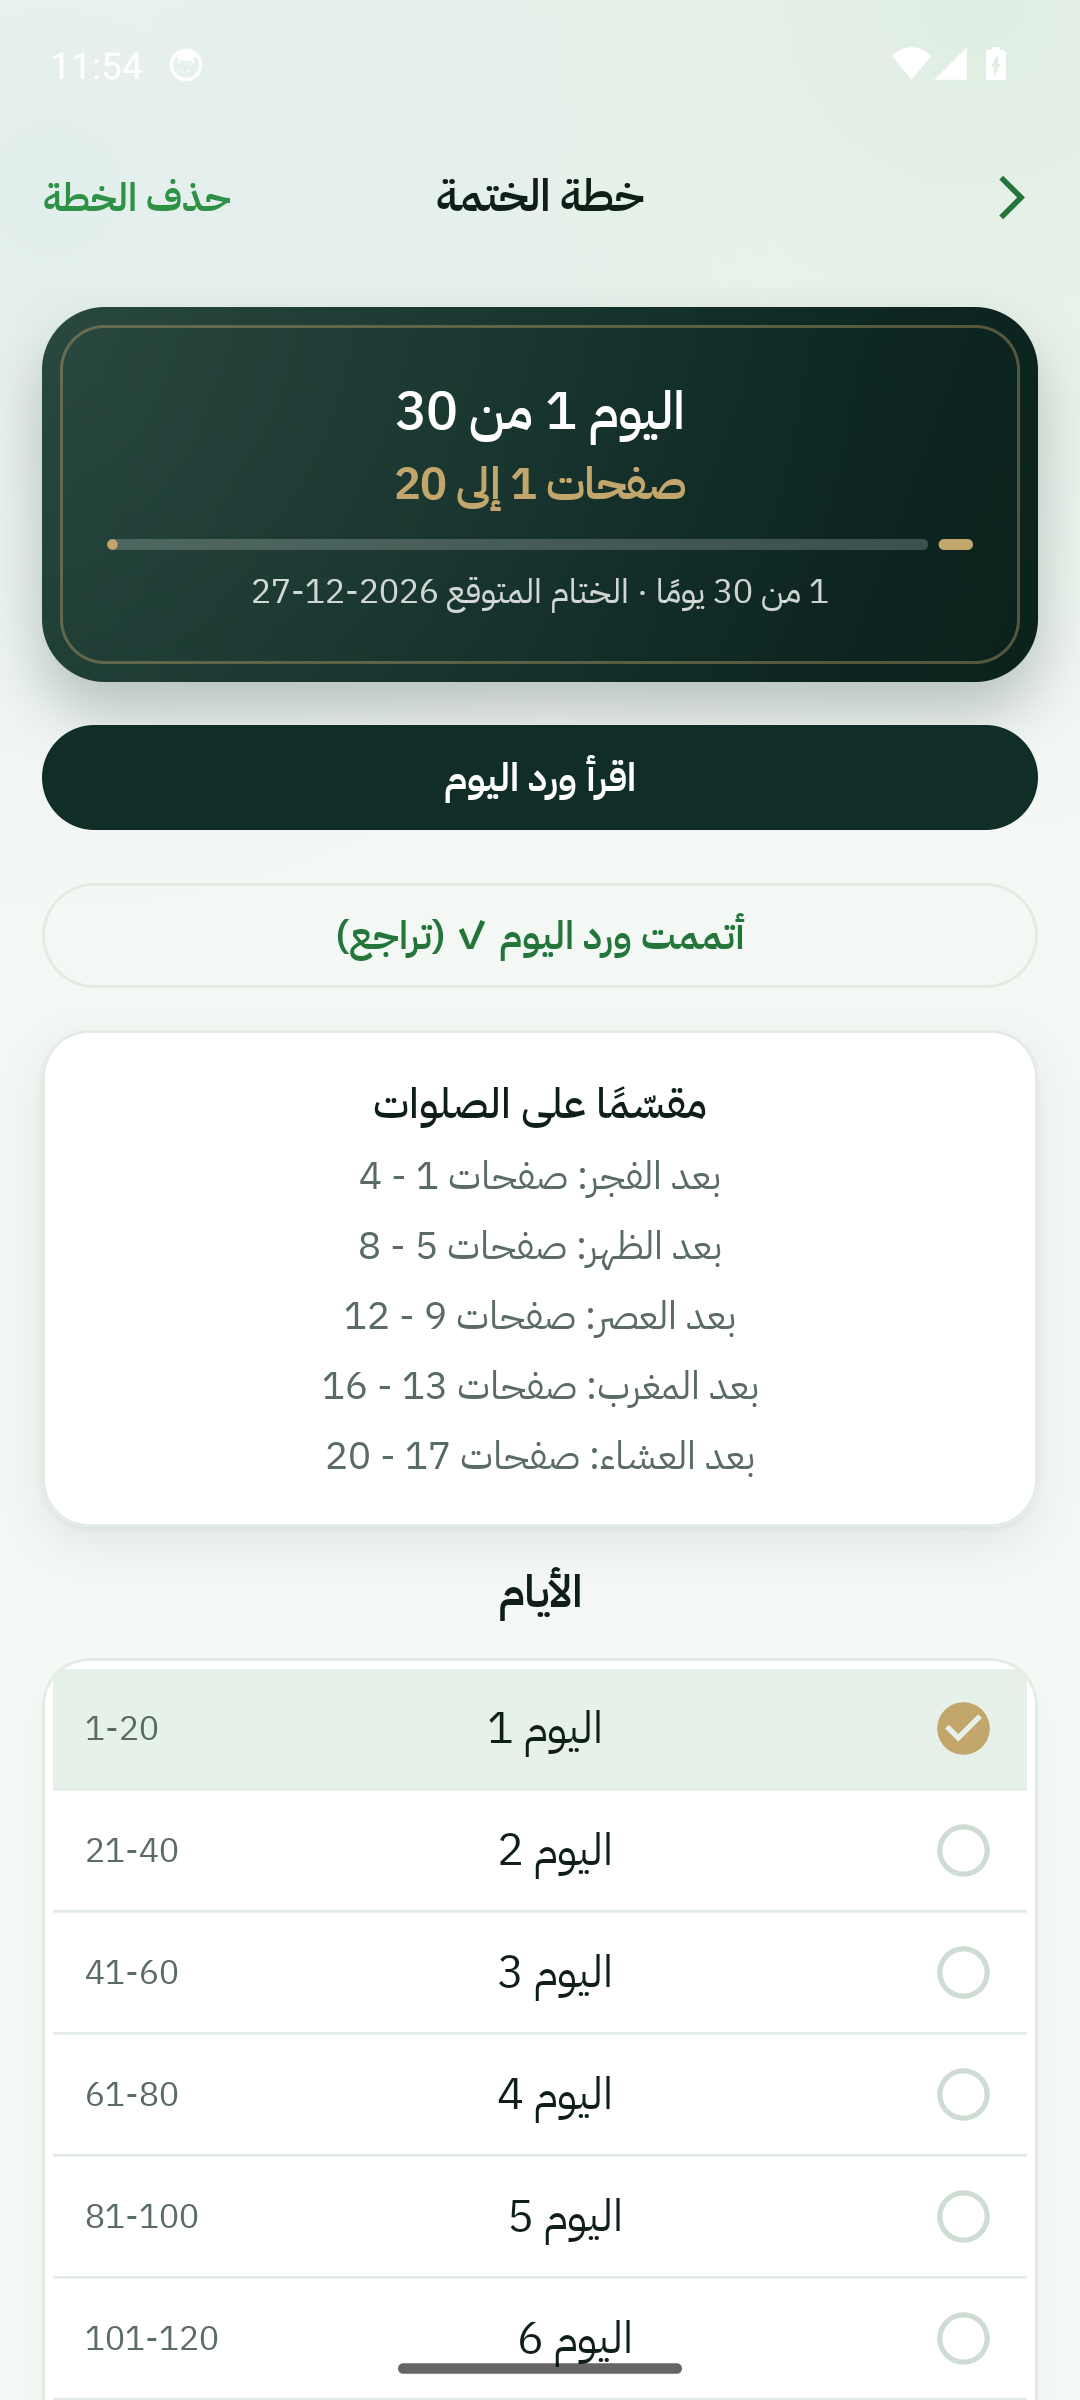 11:54
خطة الختمة
حذف الخطة
اليوم 1 من 30
صفحات 1 إلى 20
1 من 30 يومًا · الختام المتوقع 2026-12-27
اقرأ ورد اليوم
أتممت ورد اليوم ✓ (تراجع)
مقسّمًا على الصلوات
بعد الفجر: صفحات 1 - 4
بعد الظهر: صفحات 5 - 8
بعد العصر: صفحات 9 - 12
بعد المغرب: صفحات 13 - 16
بعد العشاء: صفحات 17 - 20
الأيام
اليوم 1 1-20
اليوم 2 21-40
اليوم 3 41-60
اليوم 4 61-80
اليوم 5 81-100
اليوم 6 101-120